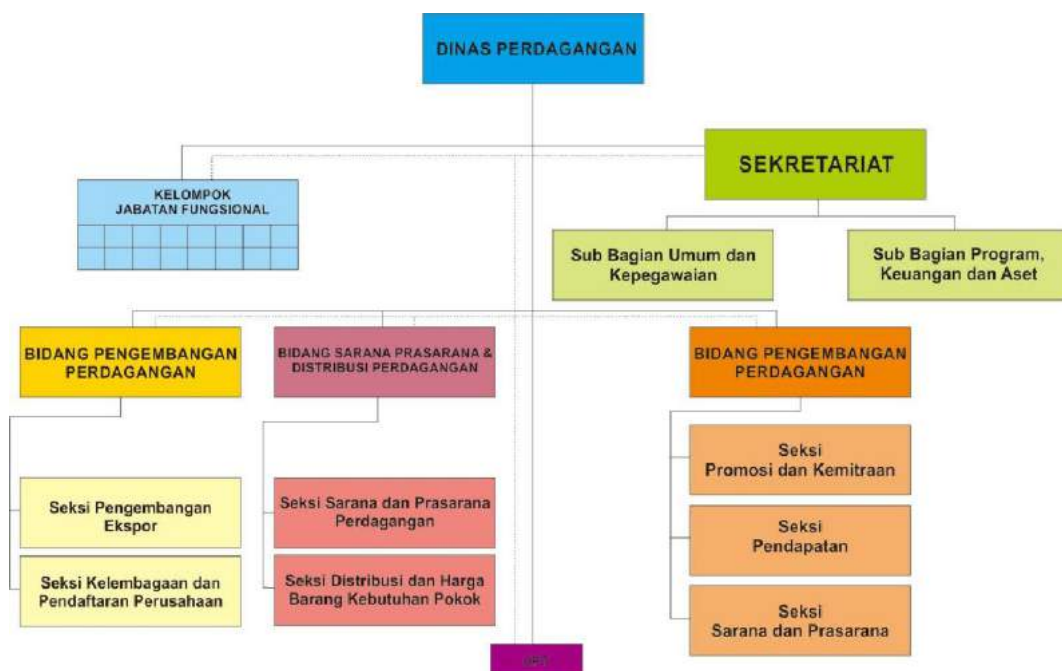 DINAS PERDAGANGAN
SEKRETARIAT
KELOMPOK
JABATAN FUNGSIONAL
Sub Bagian Umum dan
Kepegawaian
Sub Bagian Program,
Keuangan dan Aset
BIDANG PENGEMBANGAN
PERDAGANGAN
BIDANG SARANA PRASARANA &
DISTRIBUSI PERDAGANGAN
BIDANG PENGEMBANGAN
PERDAGANGAN
Seksi Pengembangan
Ekspor
Seksi Kelembagaan dan
Pendaftaran Perusahaan
Seksi Sarana dan Prasarana
Perdagangan
Seksi Distribusi dan Harga
Barang Kebutuhan Pokok
Seksi
Promosi dan Kemitraan
Seksi
Pendapatan
Seksi
Sarana dan Prasarana